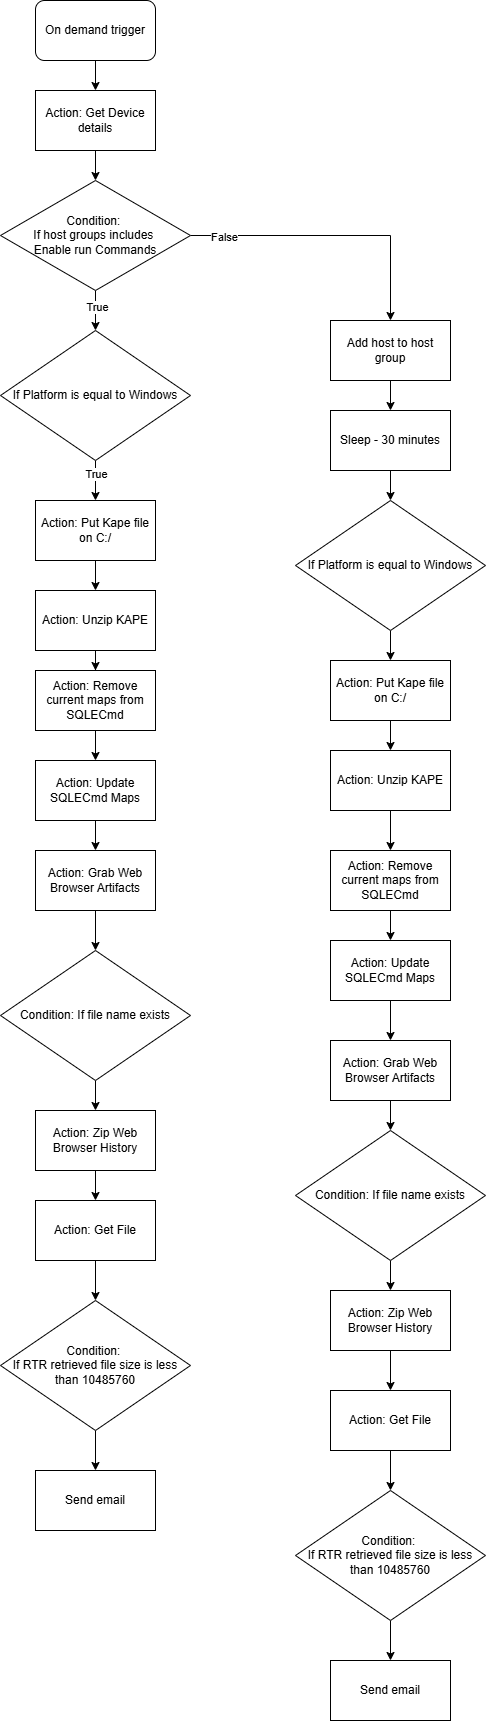 On demand trigger
Action: Get Device
details
Condition:
If host groups includes
Enable run Commands
False
True
Add host to host
group
If Platform is equal to Windows
Sleep - 30 minutes
True
Action: Put Kape file
on C:/
If Platform is equal to Windows
Action: Unzip KAPE
Action: Remove
current maps from
SQLECmd
Action: Put Kape file
on C:/
Action: Update
SQLECmd Maps
Action: Unzip KAPE
Action: Grab Web
Browser Artifacts
Action: Remove
current maps from
SQLECmd
Action: Update
SQLECmd Maps
Condition: If file name exists
Action: Grab Web
Browser Artifacts
Action: Zip Web
Browser History
Condition: If file name exists
Action: Get File
Action: Zip Web
Browser History
Condition:
If RTR retrieved file size is less
than 10485760
Action: Get File
Send email
Condition:
If RTR retrieved file size is less
than 10485760
Send email